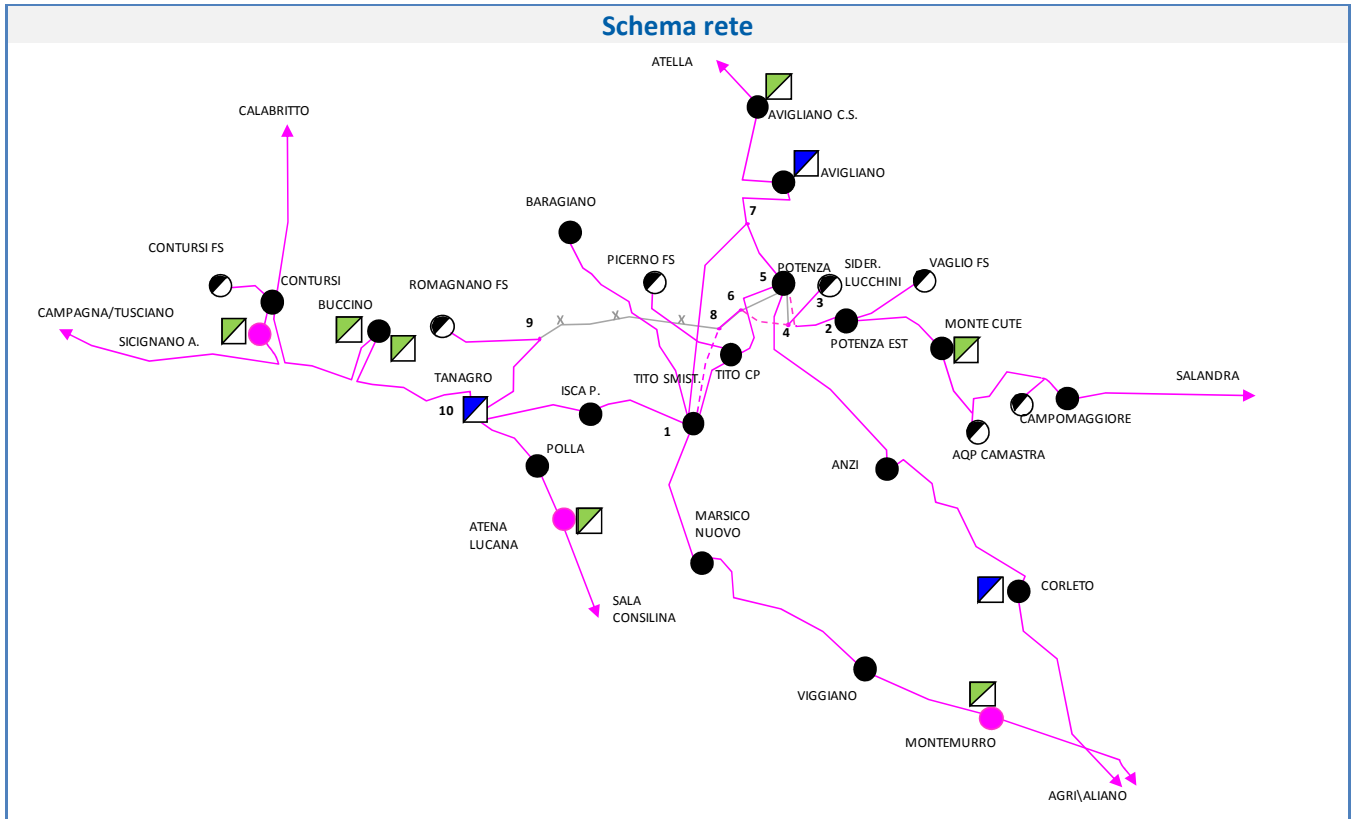 Schema rete
ATELLA
AVIGLIANO C.S.
CALABRITTO
AVIGLIANO
BARAGIANO
7
CONTURSI FS
PICERNO FS
5
POTENZA
SIDER.
LUCCHINI
VAGLIO FS
CONTURSI
ROMAGNANO FS
6
3
BUCCINO
CAMPAGNA/TUSCIANO
8
9
X
X
X
4
2
POTENZA EST
MONTE CUTE
SICIGNANO A.
TANAGRO
TITO SMIST.
TITO CP
SALANDRA
ISCA P.
10
1
CAMPOMAGGIORE
POLLA
AQP CAMASTRA
ANZI
ATENA
LUCANA
MARSICO
NUOVO
CORLETO
SALA
CONSILINA
VIGGIANO
MONTEMURRO
AGRI\ALIANO